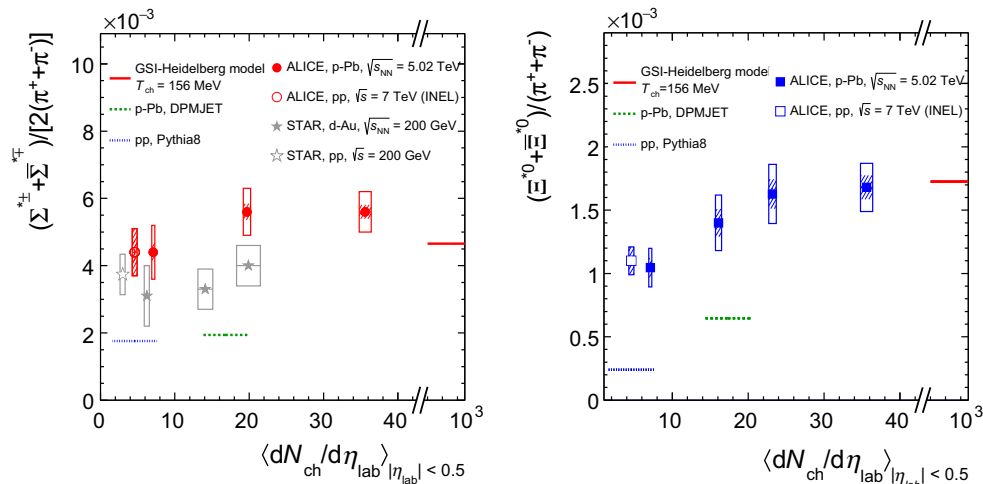 ×10⁻³
(Σ*± + Σ̅*∓)/[2(π⁺+π⁻)]
10
8
6
4
2
0
GSI-Heidelberg model
T_ch = 156 MeV
p-Pb, DPMJET
pp, Pythia8
ALICE, p-Pb, √s_NN = 5.02 TeV
ALICE, pp, √s = 7 TeV (INEL)
STAR, d-Au, √s_NN = 200 GeV
STAR, pp, √s = 200 GeV
0 10 20 30 40 10³
⟨dN_ch/dη_lab⟩_|η_lab| < 0.5
×10⁻³
(Ξ*⁰+Ξ̅*⁰)/(π⁺+π⁻)
2.5
2
1.5
1
0.5
0
GSI-Heidelberg model
T_ch=156 MeV
p-Pb, DPMJET
pp, Pythia8
ALICE, p-Pb, √s_NN = 5.02 TeV
ALICE, pp, √s = 7 TeV (INEL)
10 20 30 40 10³
⟨dN_ch/dη_lab⟩_|η_lab| < 0.5